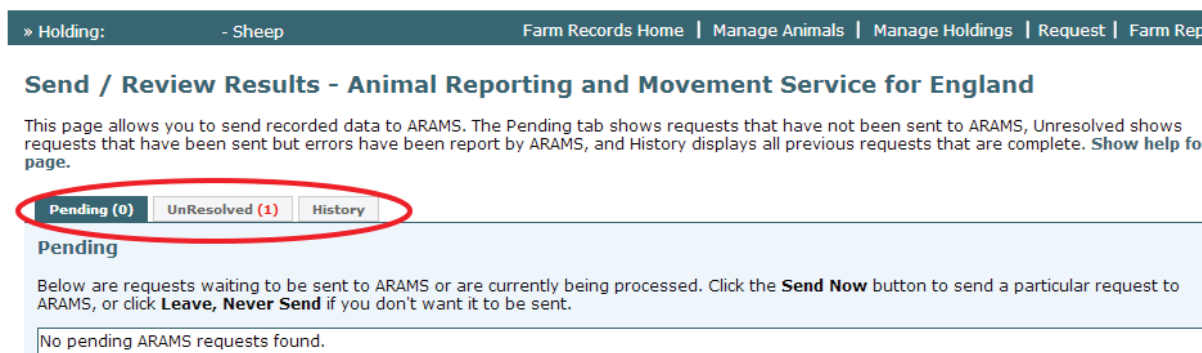 » Holding: - Sheep Farm Records Home | Manage Animals | Manage Holdings | Request | Farm Rep
Send / Review Results - Animal Reporting and Movement Service for England
This page allows you to send recorded data to ARAMS. The Pending tab shows requests that have not been sent to ARAMS, Unresolved shows
requests that have been sent but errors have been report by ARAMS, and History displays all previous requests that are complete. Show help fo
page.
Pending (0) UnResolved (1) History
Pending
Below are requests waiting to be sent to ARAMS or are currently being processed. Click the Send Now button to send a particular request to
ARAMS, or click Leave, Never Send if you don't want it to be sent.
No pending ARAMS requests found.